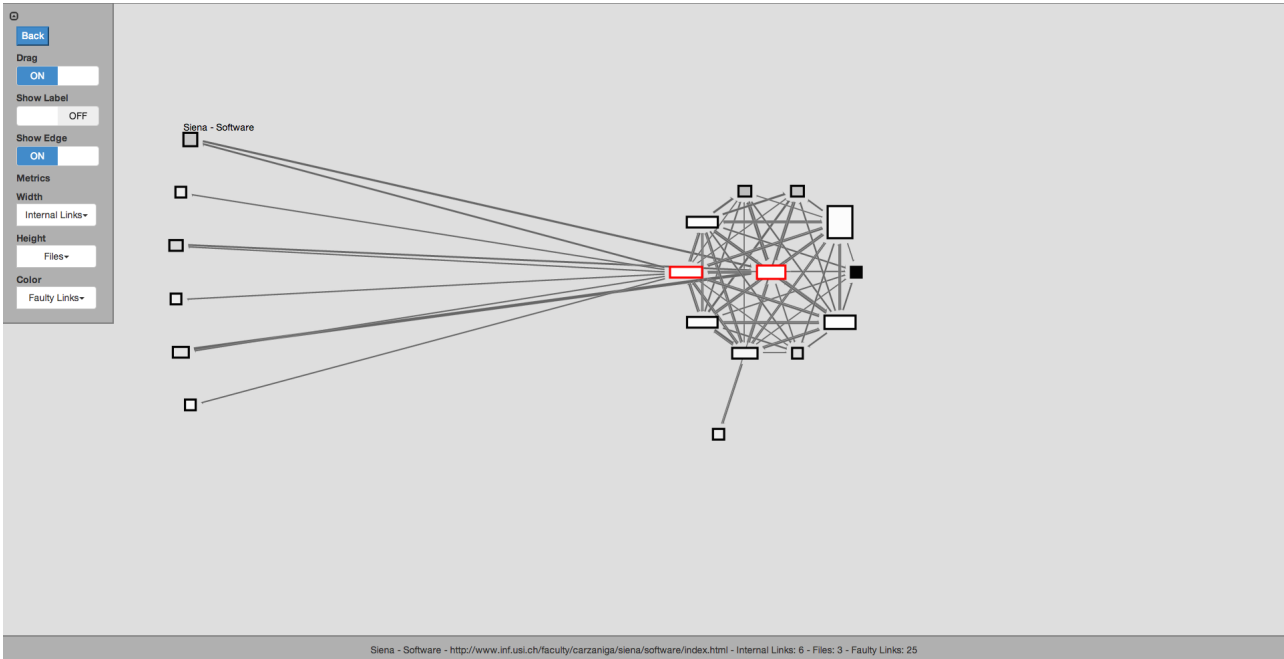 Back
Drag
ON
Show Label
OFF
Show Edge
ON
Metrics
Width
Internal Links
Height
Files
Color
Faulty Links
Siena - Software
Siena - Software - http://www.inf.usi.ch/faculty/carzaniga/siena/software/index.html - Internal Links: 6 - Files: 3 - Faulty Links: 25